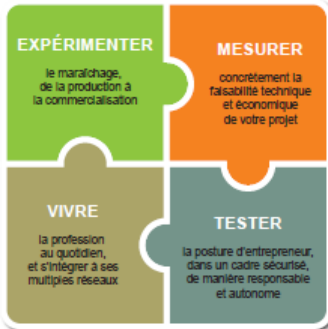 EXPÉRIMENTER
le maraîchage,
de la production à
la commercialisation
MESURER
concrètement la
faisabilité technique
et économique
de votre projet
VIVRE
la profession
au quotidien,
et s'intégrer à ses
multiples réseaux
TESTER
la posture d'entrepreneur,
dans un cadre sécurisé,
de manière responsable
et autonome